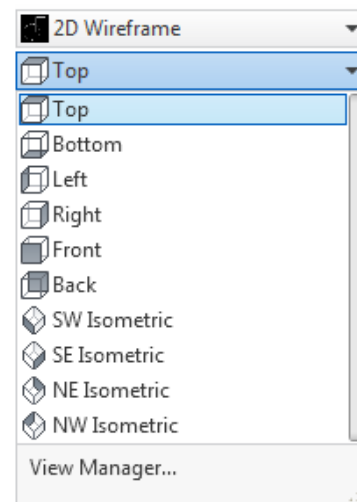 2D Wireframe
Top
Top
Bottom
Left
Right
Front
Back
SW Isometric
SE Isometric
NE Isometric
NW Isometric
View Manager...